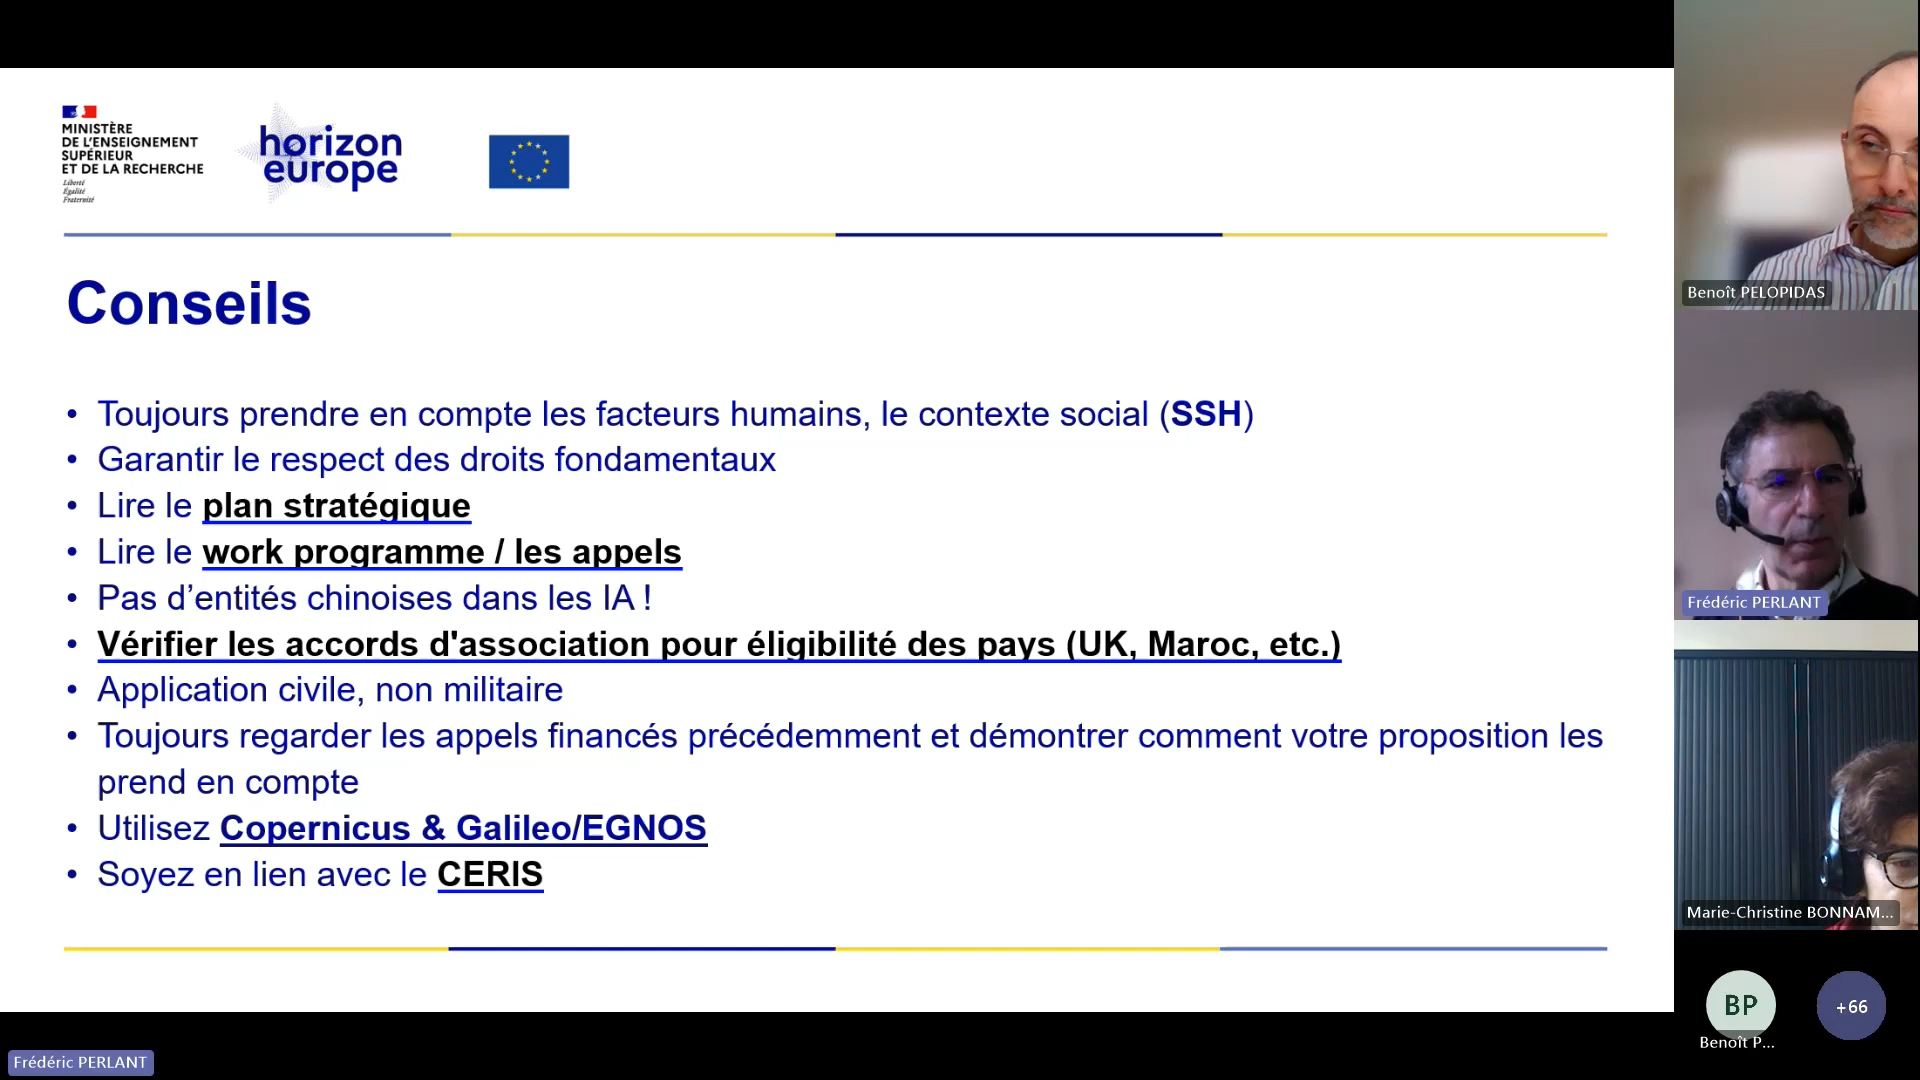 MINISTÈRE
DE L'ENSEIGNEMENT
SUPÉRIEUR
ET DE LA RECHERCHE
Liberté
Égalité
Fraternité
horizon
europe
Conseils
• Toujours prendre en compte les facteurs humains, le contexte social (SSH)
• Garantir le respect des droits fondamentaux
• Lire le plan stratégique
• Lire le work programme / les appels
• Pas d’entités chinoises dans les IA !
• Vérifier les accords d'association pour éligibilité des pays (UK, Maroc, etc.)
• Application civile, non militaire
• Toujours regarder les appels financés précédemment et démontrer comment votre proposition les
prend en compte
• Utilisez Copernicus & Galileo/EGNOS
• Soyez en lien avec le CERIS
Frédéric PERLANT
Benoît PELOPIDAS
Frédéric PERLANT
Marie-Christine BONNAM...
BP
+66
Benoît P...